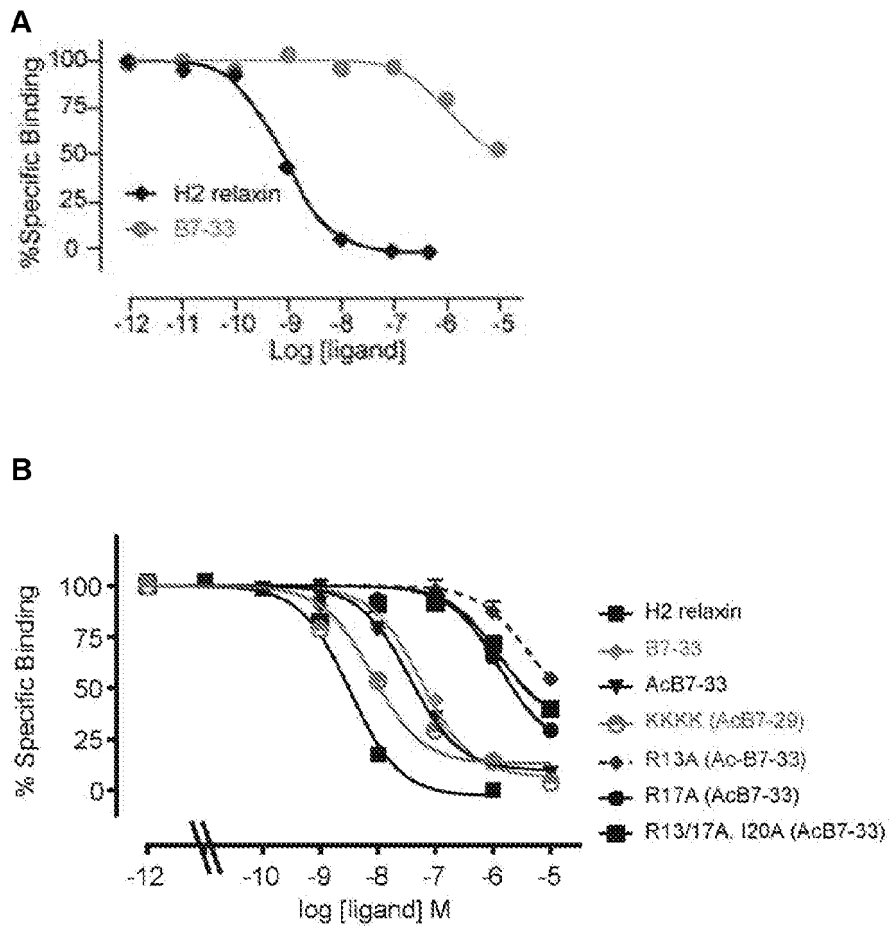 A
%Specific Binding
100
75
50
25
0
H2 relaxin
B7-33
-12 -11 -10 -9 -8 -7 -6 -5
Log [ligand]
B
% Specific Binding
100
75
50
25
0
-12 -10 -9 -8 -7 -6 -5
log [ligand] M
H2 relaxin
B7-33
AcB7-33
KKKK (AcB7-29)
R13A (Ac-B7-33)
R17A (AcB7-33)
R13/17A, I20A (AcB7-33)